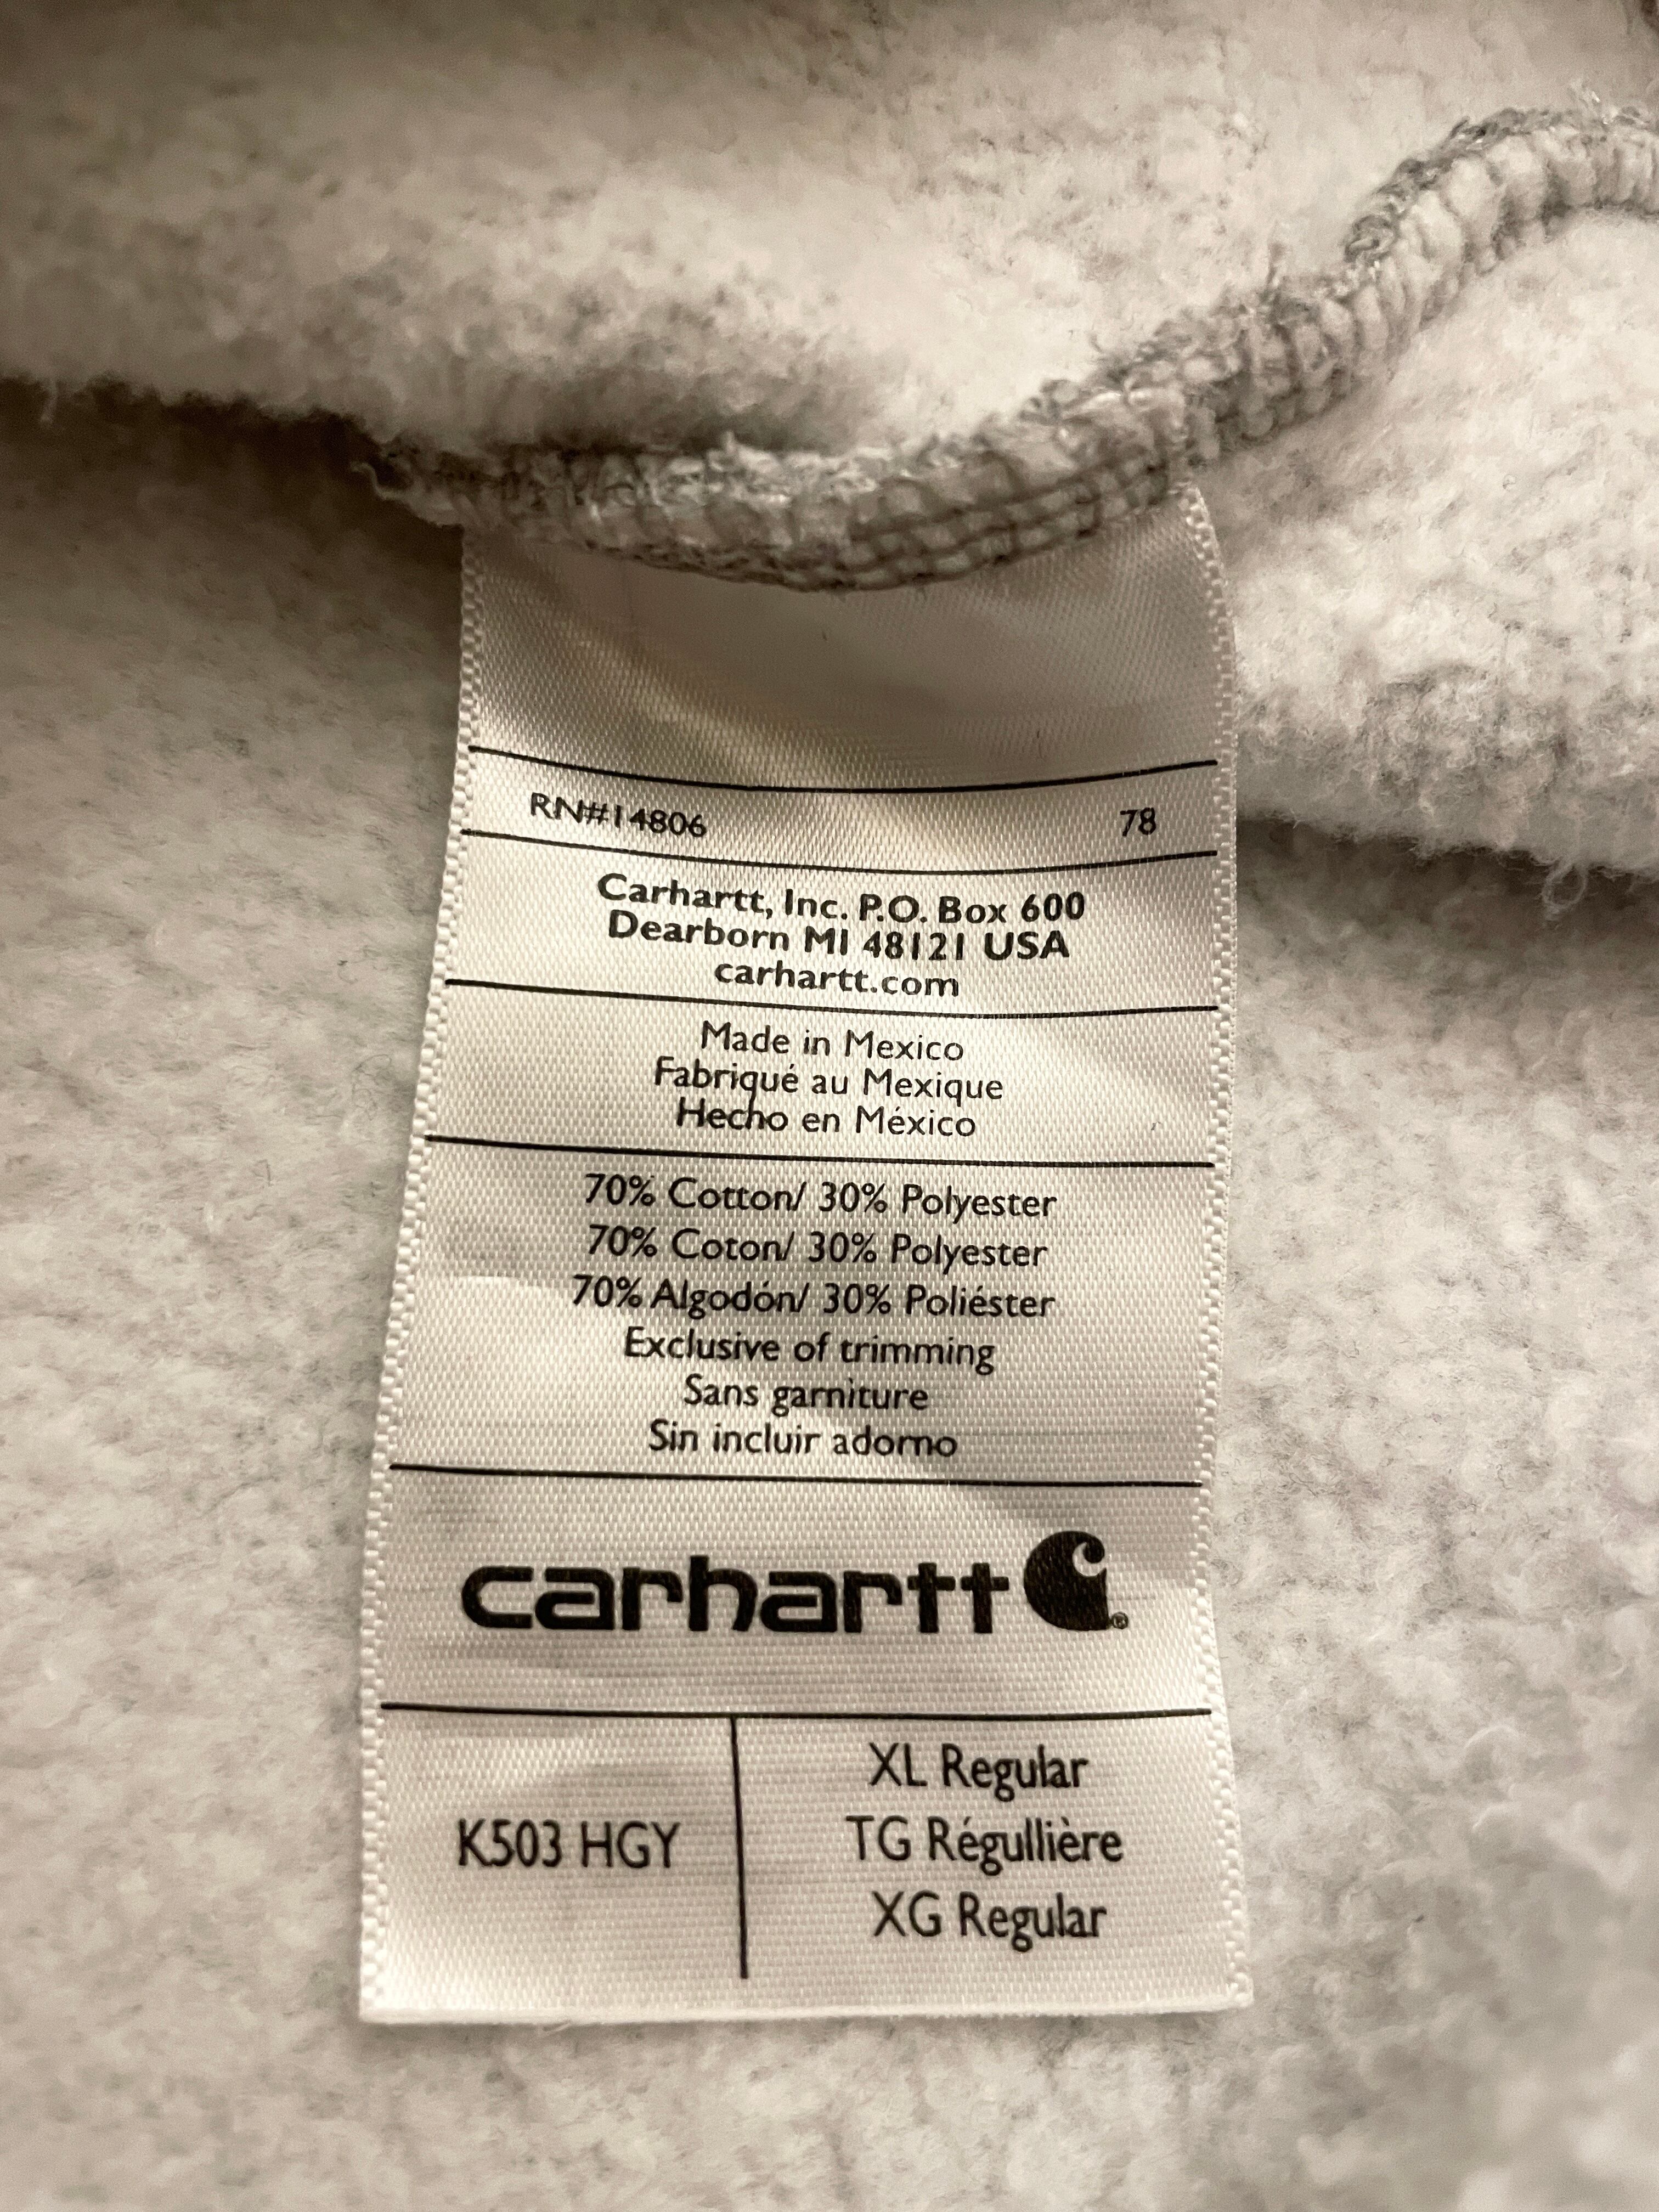 RN#14806 78
Carhartt, Inc. P.O. Box 600
Dearborn MI 48121 USA
carhartt.com
Made in Mexico
Fabriqué au Mexique
Hecho en México
70% Cotton/ 30% Polyester
70% Coton/ 30% Polyester
70% Algodón/ 30% Poliéster
Exclusive of trimming
Sans garniture
Sin incluir adorno
carhartt ®
K503 HGY
XL Regular
TG Régullière
XG Regular